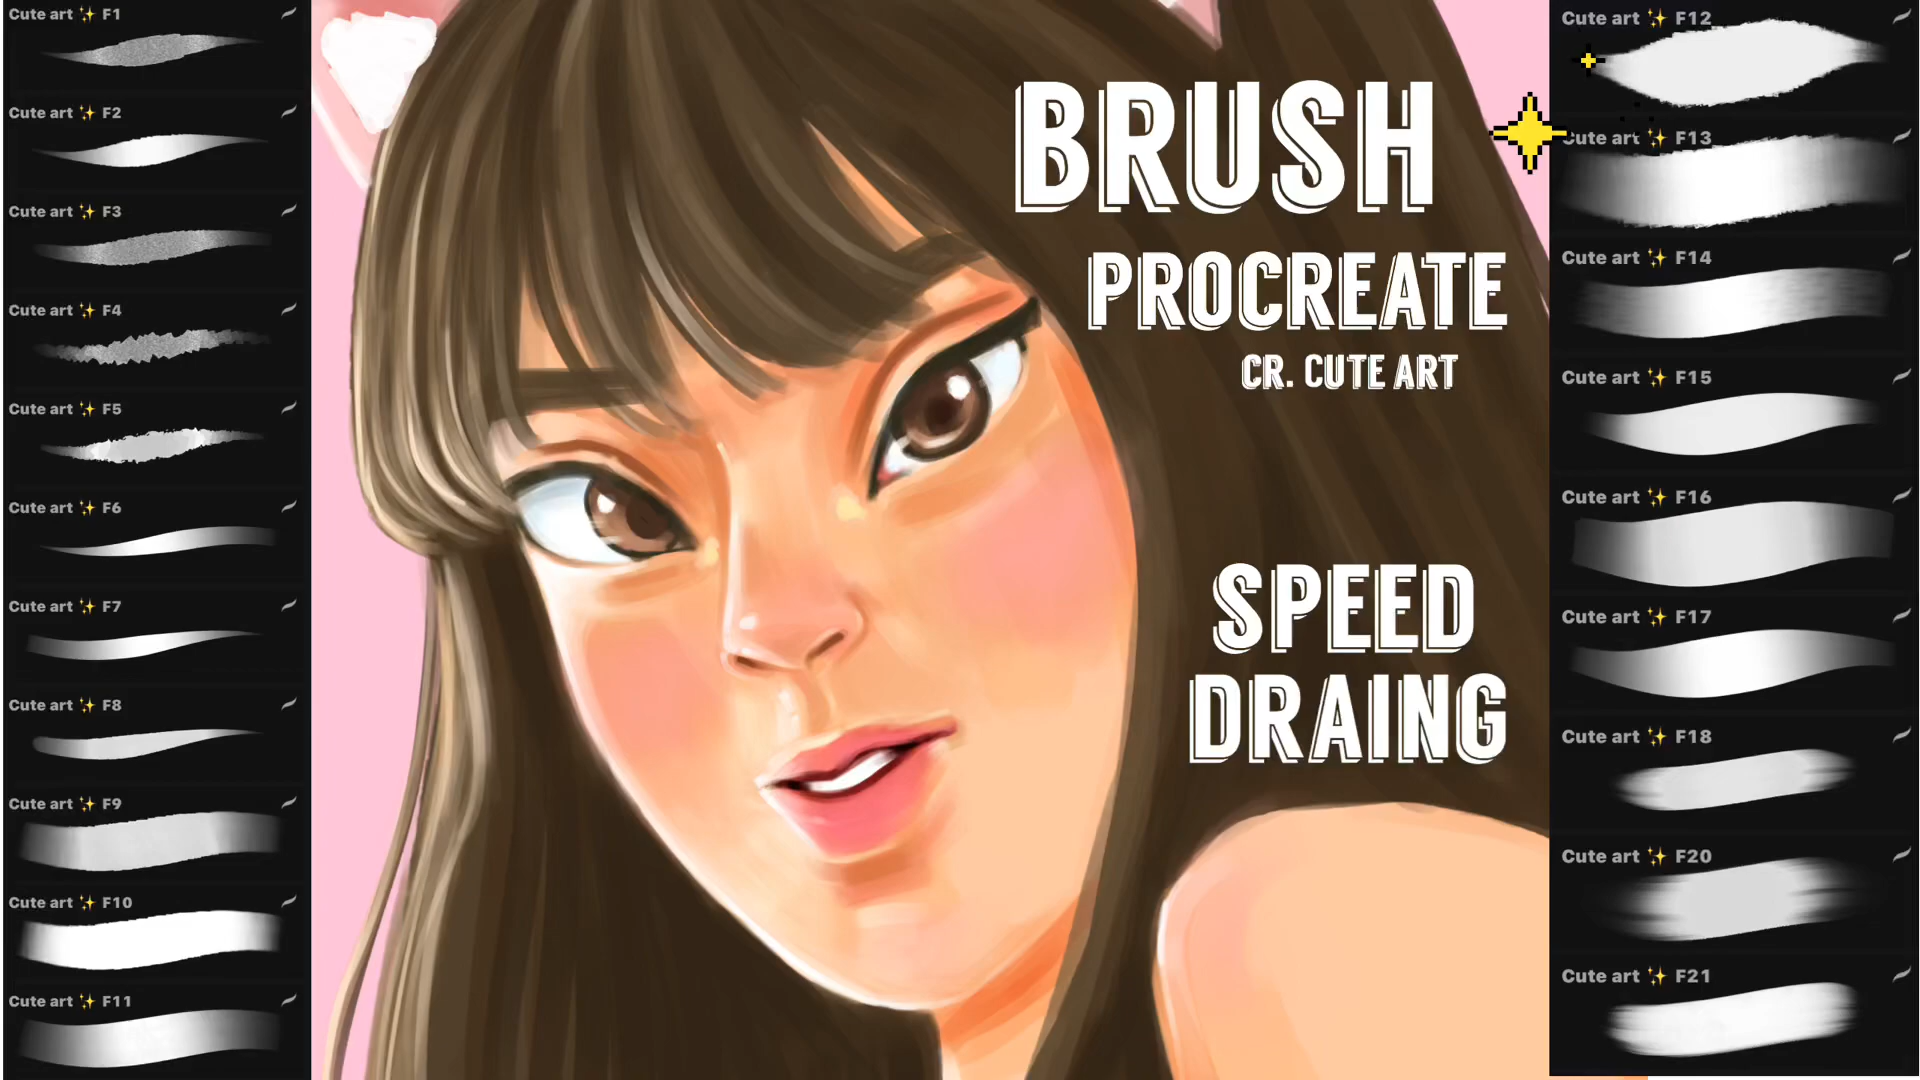 Cute art ✨ F1
Cute art ✨ F2
Cute art ✨ F3
Cute art ✨ F4
Cute art ✨ F5
Cute art ✨ F6
Cute art ✨ F7
Cute art ✨ F8
Cute art ✨ F9
Cute art ✨ F10
Cute art ✨ F11
BRUSH
PROCREATE
CR. CUTE ART
SPEED
DRAING
Cute art ✨ F12
Cute art ✨ F13
Cute art ✨ F14
Cute art ✨ F15
Cute art ✨ F16
Cute art ✨ F17
Cute art ✨ F18
Cute art ✨ F20
Cute art ✨ F21